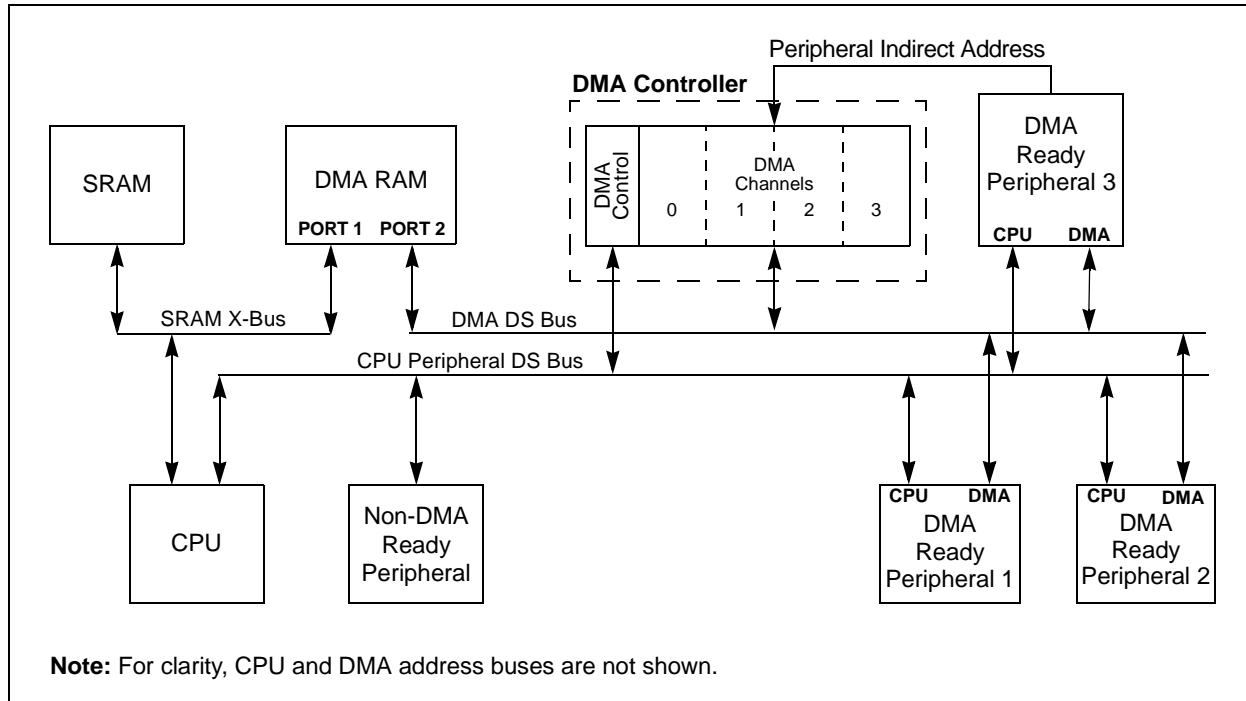 Peripheral Indirect Address
DMA Controller
SRAM
DMA RAM
PORT 1 PORT 2
DMA
Control
DMA
Channels
0 1 2 3
DMA
Ready
Peripheral 3
CPU DMA
SRAM X-Bus
DMA DS Bus
CPU Peripheral DS Bus
CPU
Non-DMA
Ready
Peripheral
CPU DMA
DMA
Ready
Peripheral 1
CPU DMA
DMA
Ready
Peripheral 2
Note: For clarity, CPU and DMA address buses are not shown.